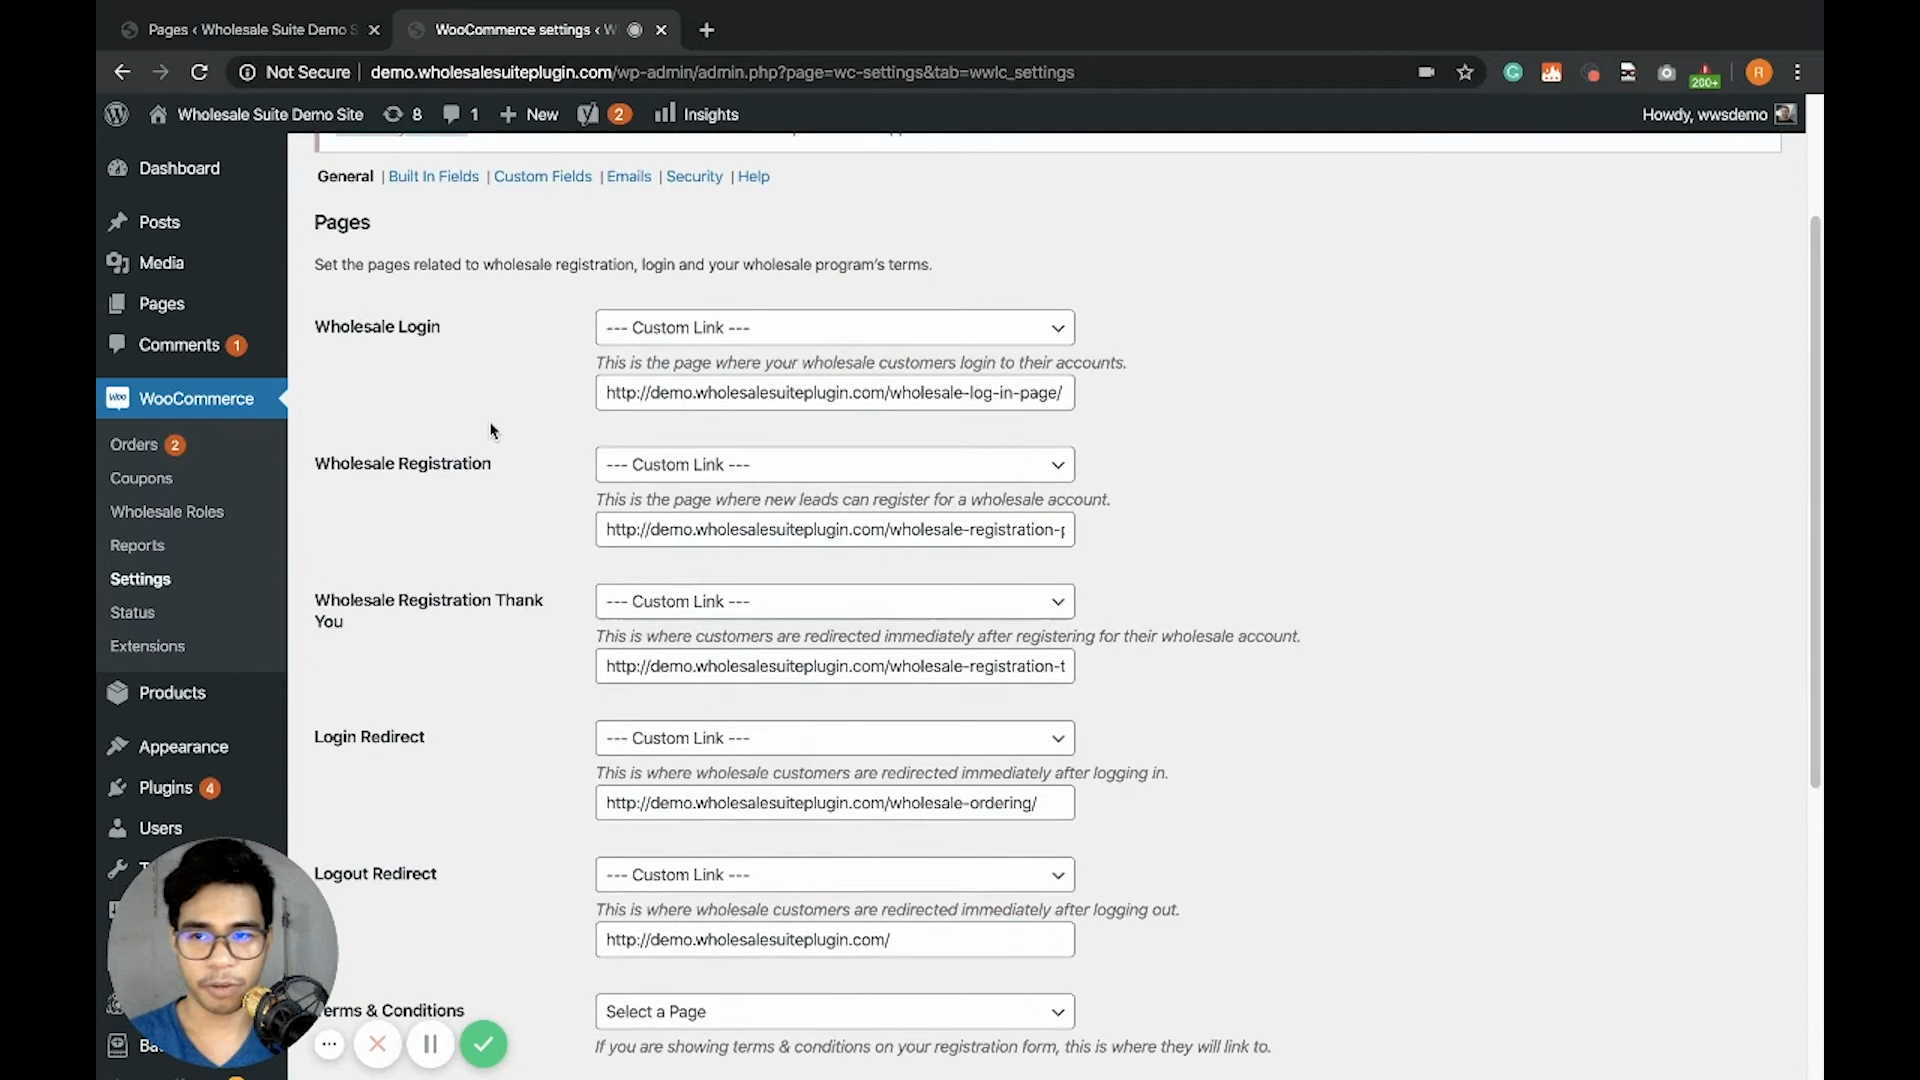 Pages ‹ Wholesale Suite Demo S
WooCommerce settings ‹ W
Not Secure
demo.wholesalesuiteplugin.com/wp-admin/admin.php?page=wc-settings&tab=wwlc_settings
200+
R
Wholesale Suite Demo Site
8
1
New
2
Insights
Howdy, wwsdemo
Dashboard
Posts
Media
Pages
Comments 1
WooCommerce
Orders 2
Coupons
Wholesale Roles
Reports
Settings
Status
Extensions
Products
Appearance
Plugins 4
Users
General | Built In Fields | Custom Fields | Emails | Security | Help
Pages
Set the pages related to wholesale registration, login and your wholesale program's terms.
Wholesale Login
--- Custom Link ---
This is the page where your wholesale customers login to their accounts.
http://demo.wholesalesuiteplugin.com/wholesale-log-in-page/
Wholesale Registration
--- Custom Link ---
This is the page where new leads can register for a wholesale account.
http://demo.wholesalesuiteplugin.com/wholesale-registration-p
Wholesale Registration Thank
You
--- Custom Link ---
This is where customers are redirected immediately after registering for their wholesale account.
http://demo.wholesalesuiteplugin.com/wholesale-registration-t
Login Redirect
--- Custom Link ---
This is where wholesale customers are redirected immediately after logging in.
http://demo.wholesalesuiteplugin.com/wholesale-ordering/
Logout Redirect
--- Custom Link ---
This is where wholesale customers are redirected immediately after logging out.
http://demo.wholesalesuiteplugin.com/
erms & Conditions
Select a Page
If you are showing terms & conditions on your registration form, this is where they will link to.